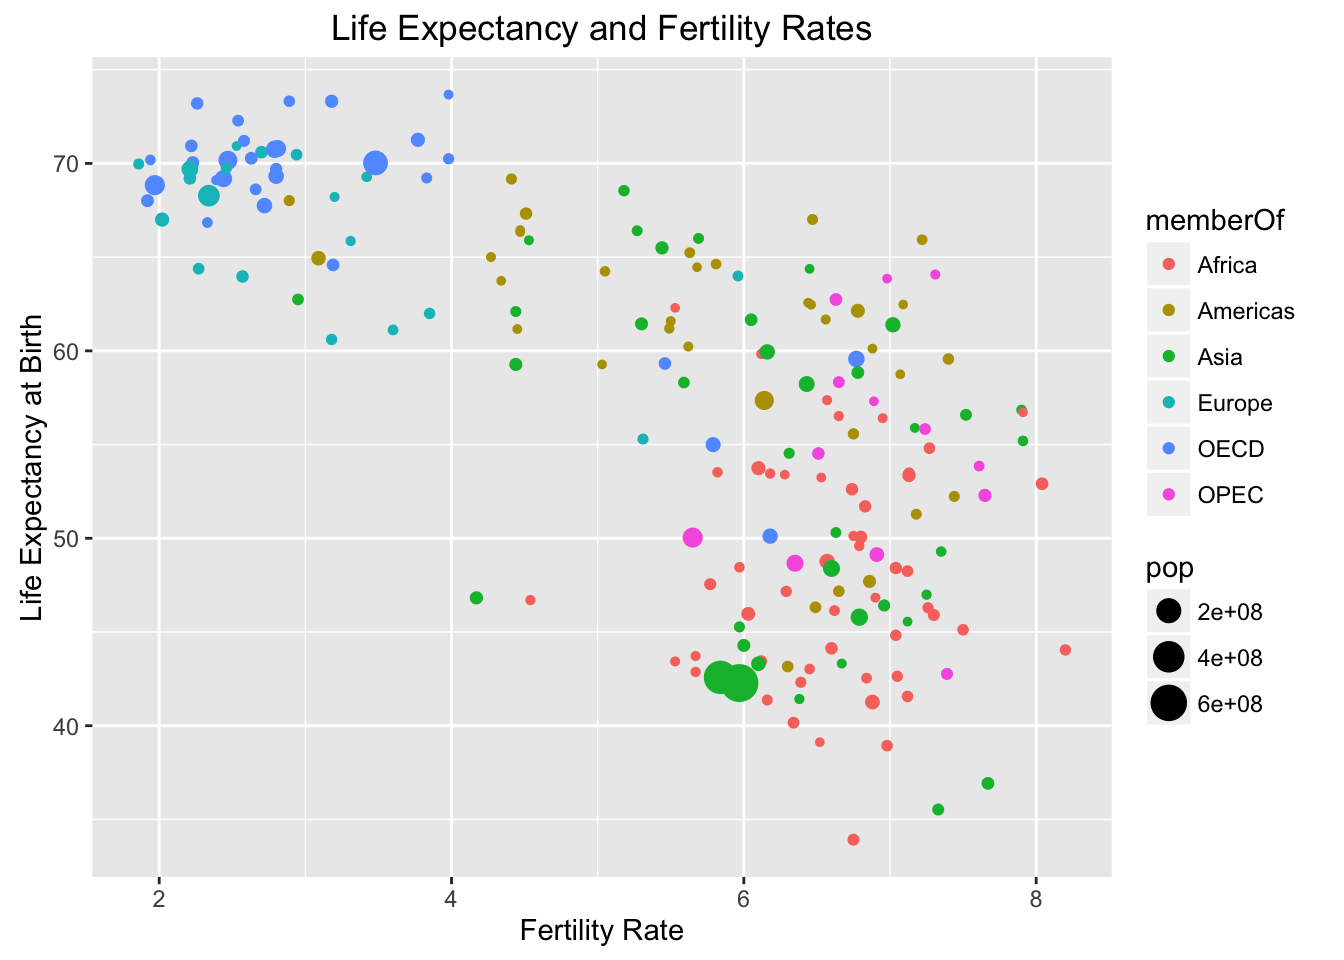 Life Expectancy and Fertility Rates
Life Expectancy at Birth
70
60
50
40
2 4 6 8
Fertility Rate
memberOf
Africa
Americas
Asia
Europe
OECD
OPEC
pop
2e+08
4e+08
6e+08